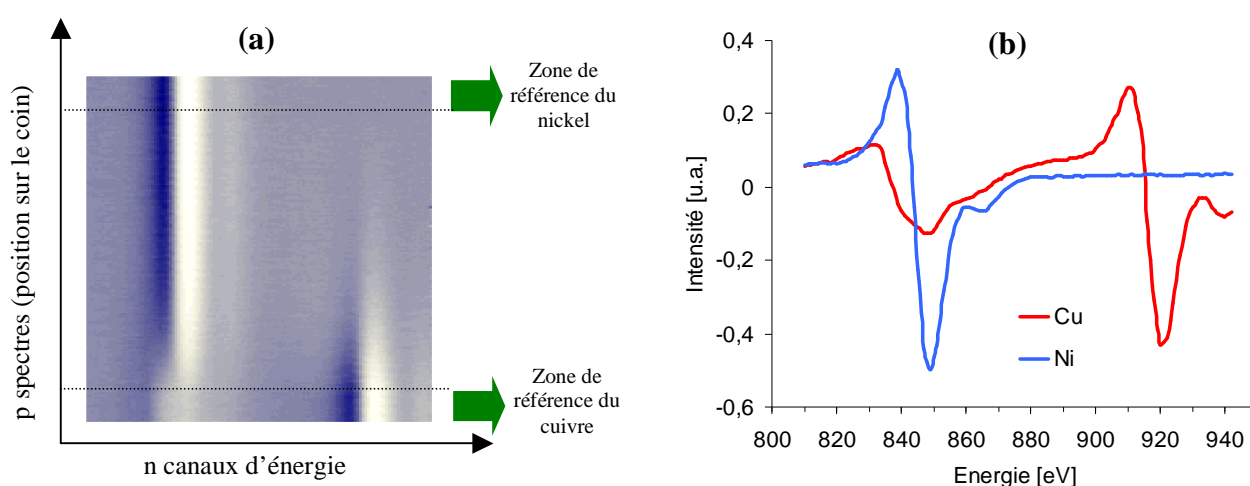 (a)
p spectres (position sur le coin)
Zone de
référence du
nickel
Zone de
référence du
cuivre
n canaux d’énergie
(b)
Intensité [u.a.]
0,4
0,2
0
-0,2
-0,4
-0,6
Cu
Ni
800 820 840 860 880 900 920 940
Energie [eV]